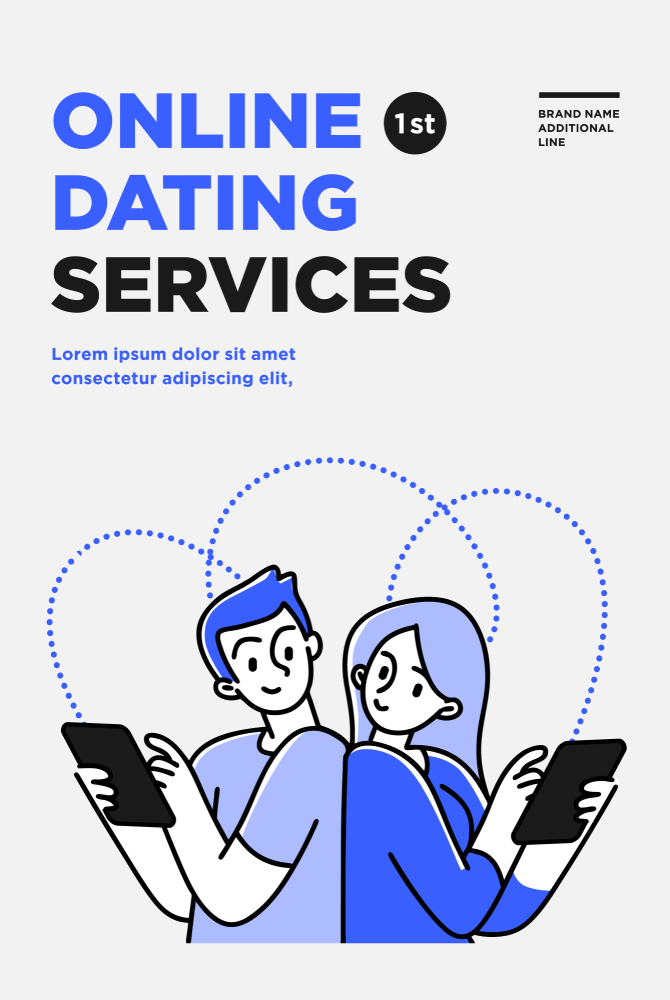 ONLINE
1st
DATING
SERVICES
BRAND NAME
ADDITIONAL
LINE
Lorem ipsum dolor sit amet
consectetur adipiscing elit,